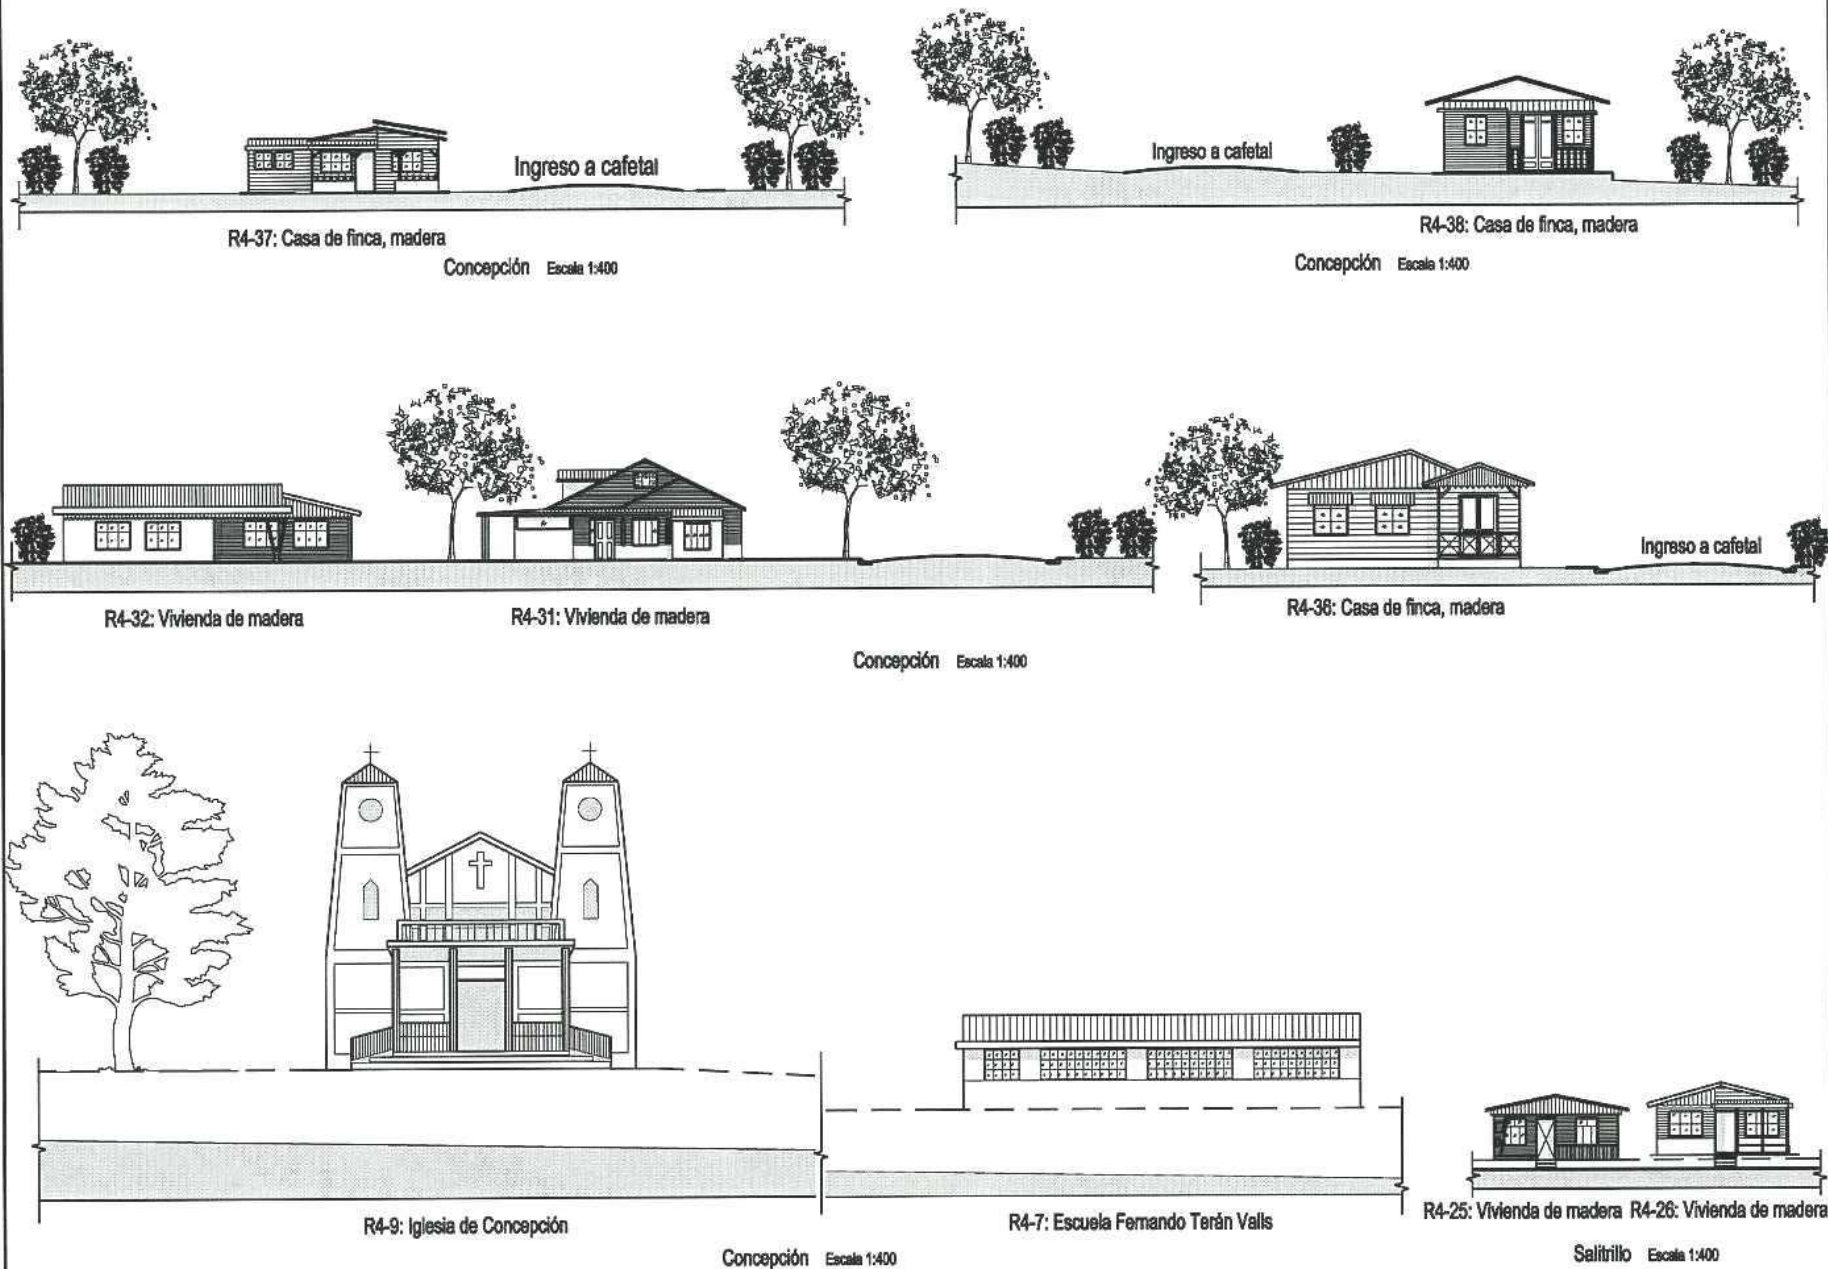 Ingreso a cafetal
R4-37: Casa de finca, madera
Concepción Escala 1:400
Ingreso a cafetal
R4-38: Casa de finca, madera
Concepción Escala 1:400
R4-32: Vivienda de madera
R4-31: Vivienda de madera
Ingreso a cafetal
R4-36: Casa de finca, madera
Concepción Escala 1:400
R4-9: Iglesia de Concepción
R4-7: Escuela Fernando Terán Valls
Concepción Escala 1:400
R4-25: Vivienda de madera R4-26: Vivienda de madera
Salitrillo Escala 1:400